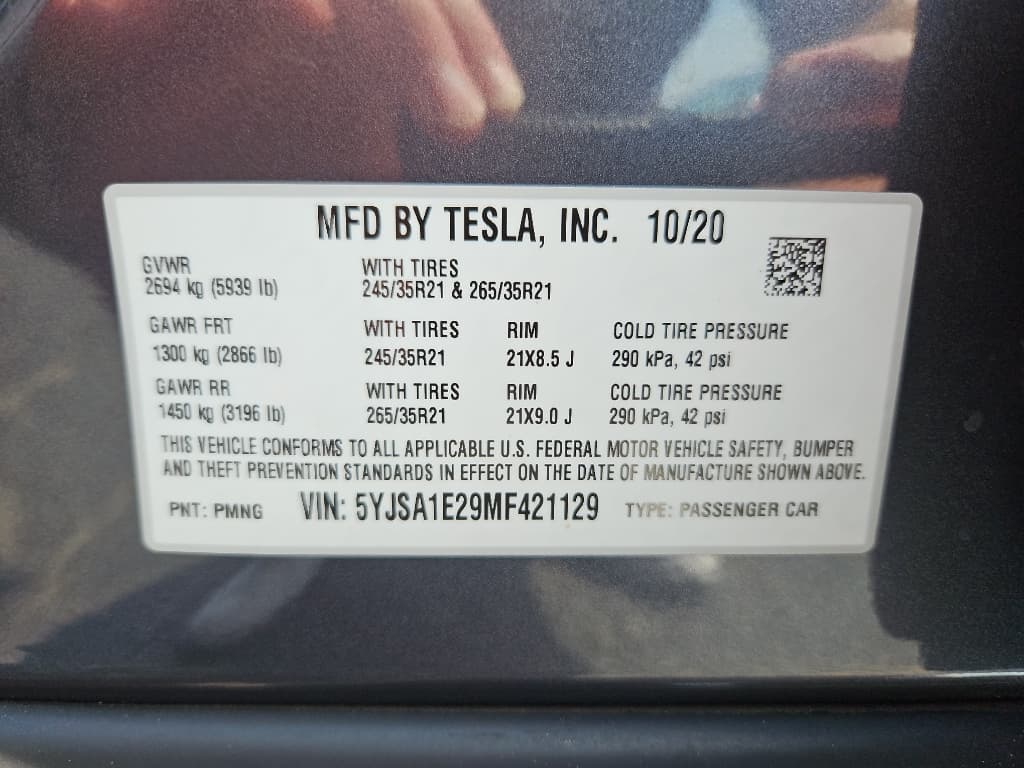 MFD BY TESLA, INC. 10/20
GVWR WITH TIRES
2694 kg (5939 lb) 245/35R21 & 265/35R21
GAWR FRT WITH TIRES RIM COLD TIRE PRESSURE
1300 kg (2866 lb) 245/35R21 21X8.5 J 290 kPa, 42 psi
GAWR RR WITH TIRES RIM COLD TIRE PRESSURE
1450 kg (3196 lb) 265/35R21 21X9.0 J 290 kPa, 42 psi
THIS VEHICLE CONFORMS TO ALL APPLICABLE U.S. FEDERAL MOTOR VEHICLE SAFETY, BUMPER
AND THEFT PREVENTION STANDARDS IN EFFECT ON THE DATE OF MANUFACTURE SHOWN ABOVE.
PNT: PMNG VIN: 5YJSA1E29MF421129 TYPE: PASSENGER CAR